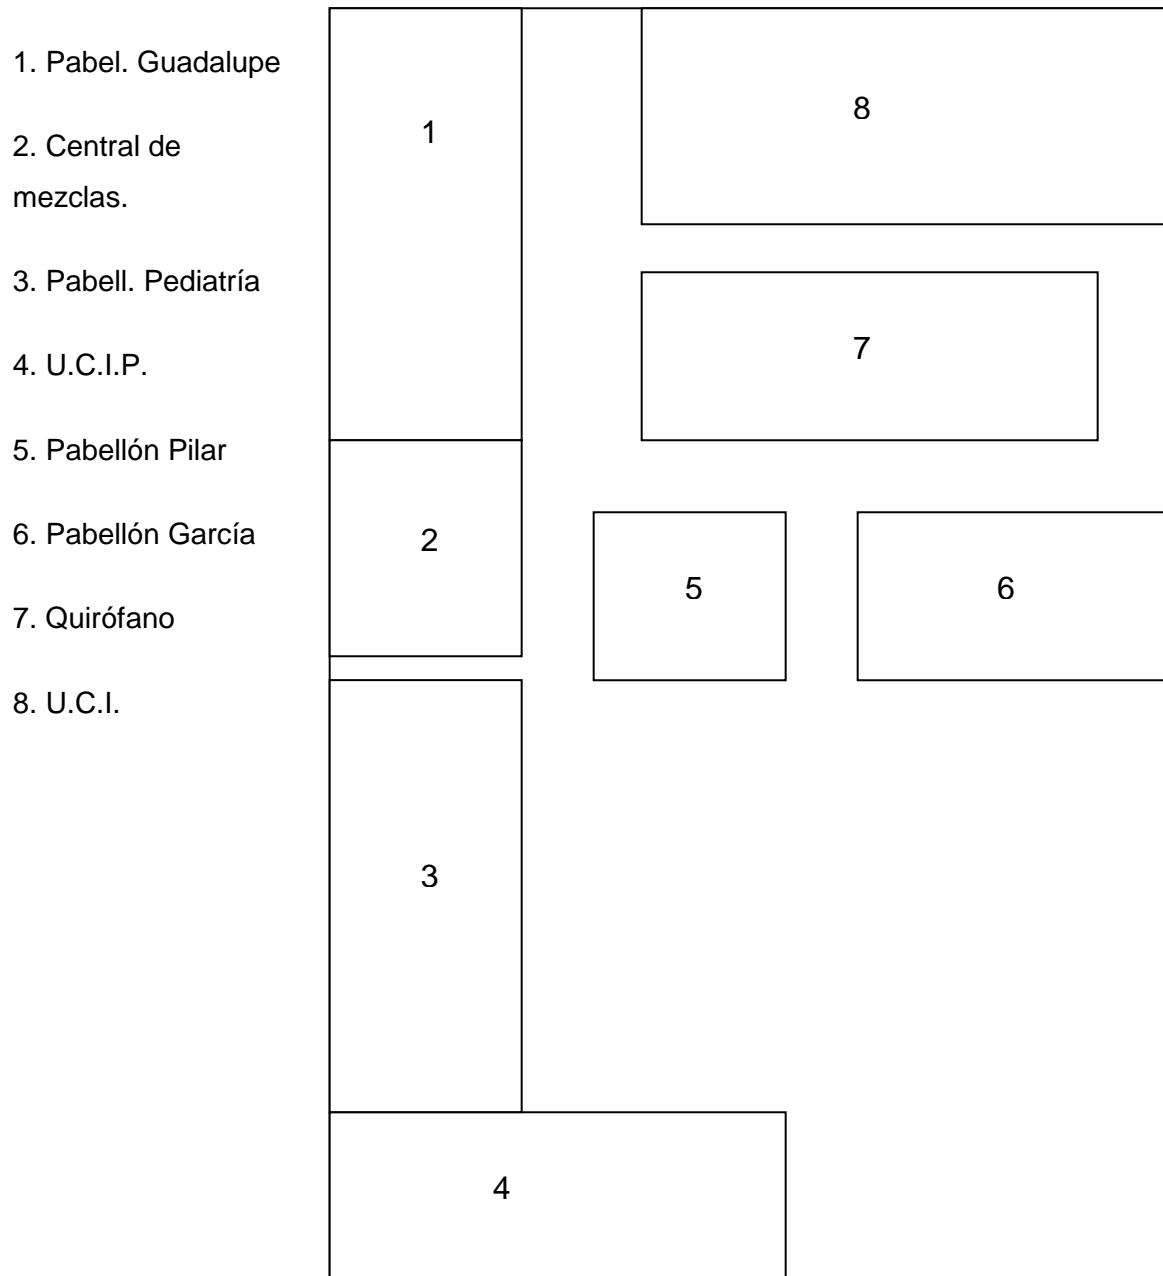 1. Pabel. Guadalupe
2. Central de
mezclas.
3. Pabell. Pediatría
4. U.C.I.P.
5. Pabellón Pilar
6. Pabellón García
7. Quirófano
8. U.C.I.
1
8
7
2
5
6
3
4